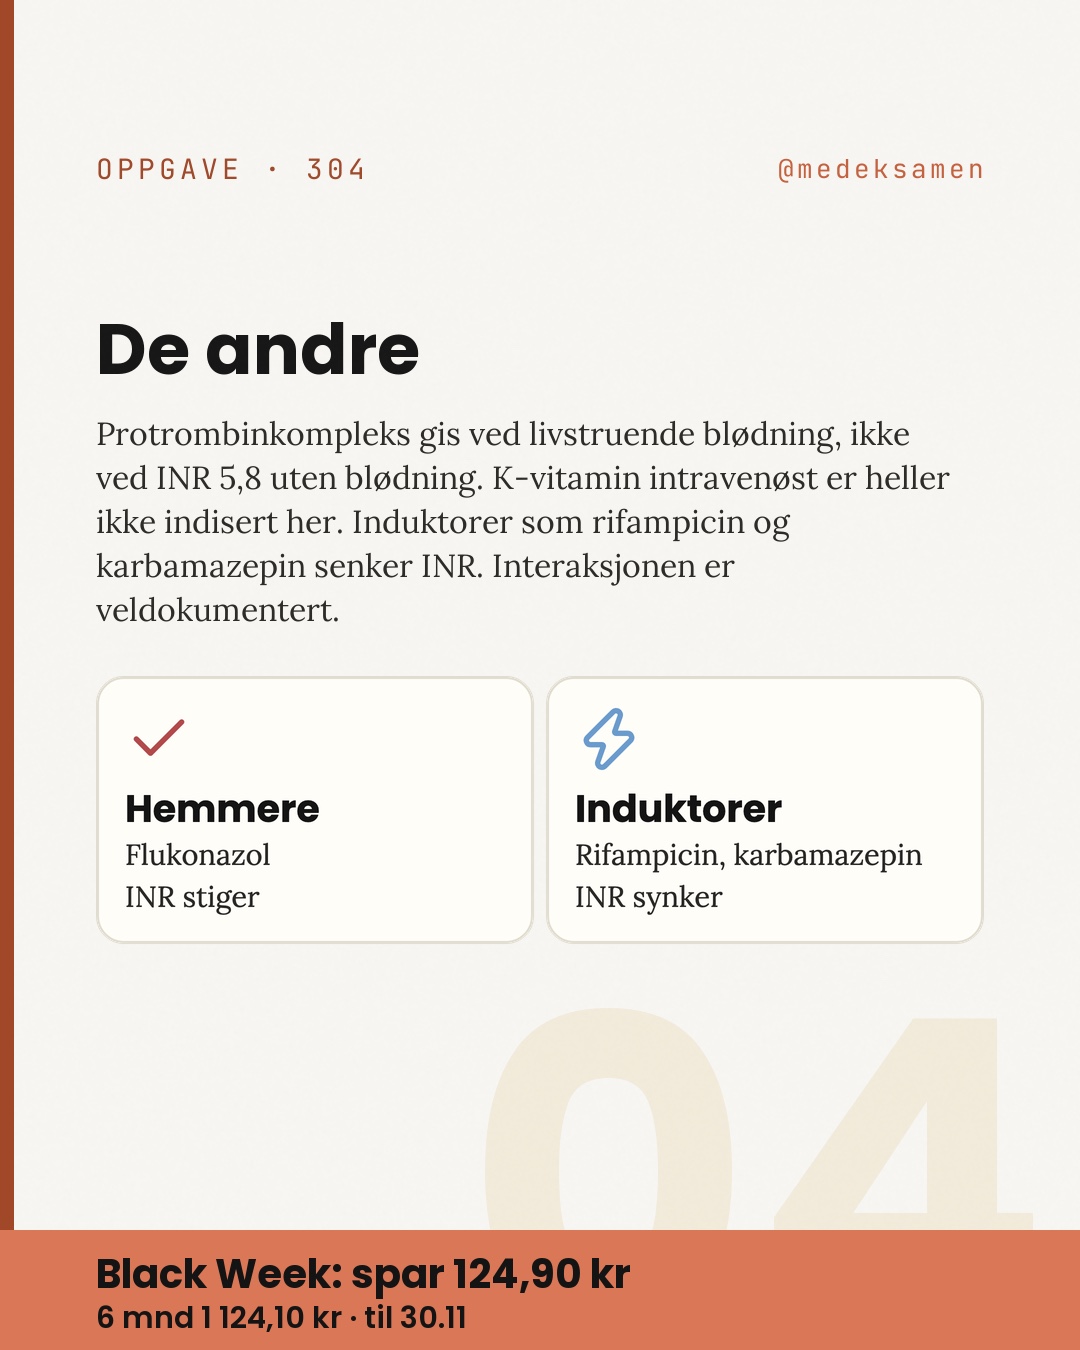 OPPGAVE · 304
@medeksamen
De andre
Protrombinkompleks gis ved livstruende blødning, ikke
ved INR 5,8 uten blødning. K-vitamin intravenøst er heller
ikke indisert her. Induktorer som rifampicin og
karbamazepin senker INR. Interaksjonen er
veldokumentert.
Hemmere
Flukonazol
INR stiger
Induktorer
Rifampicin, karbamazepin
INR synker
04
Black Week: spar 124,90 kr
6 mnd 1 124,10 kr · til 30.11